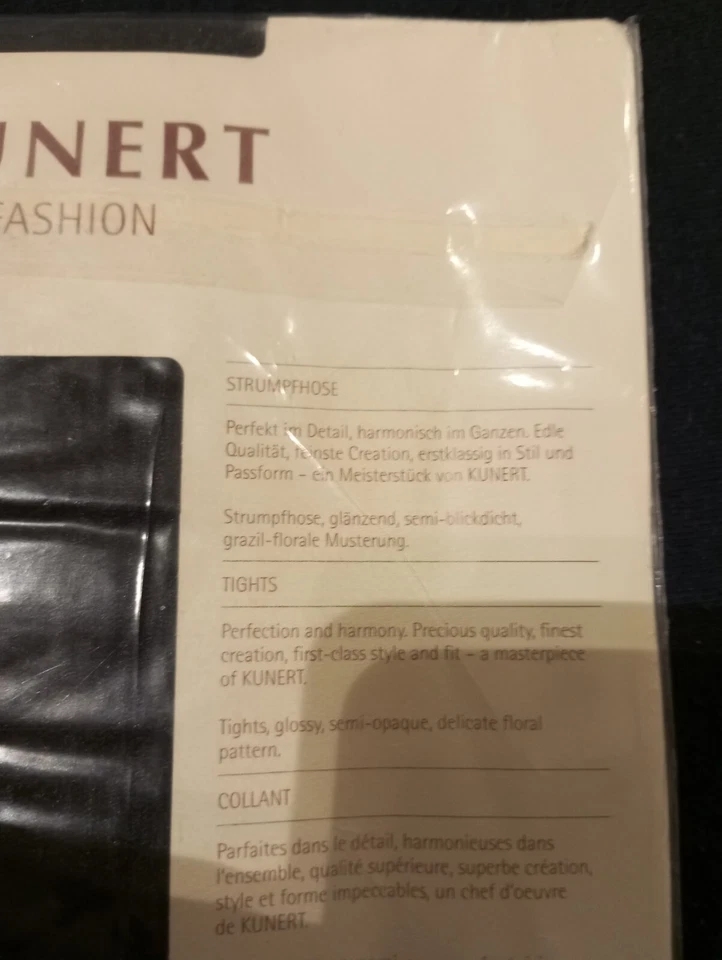 UNERT
FASHION
STRUMPFHOSE
Perfekt im Detail, harmonisch im Ganzen. Edle
Qualität, feinste Creation, erstklassig in Stil und
Passform – ein Meisterstück von KUNERT.
Strumpfhose, glänzend, semi-blickdicht,
grazil-florale Musterung.
TIGHTS
Perfection and harmony. Precious quality, finest
creation, first-class style and fit – a masterpiece
of KUNERT.
Tights, glossy, semi-opaque, delicate floral
pattern.
COLLANT
Parfaites dans le détail, harmonieuses dans
l'ensemble, qualité supérieure, superbe création,
style et forme impeccables, un chef d'oeuvre
de KUNERT.